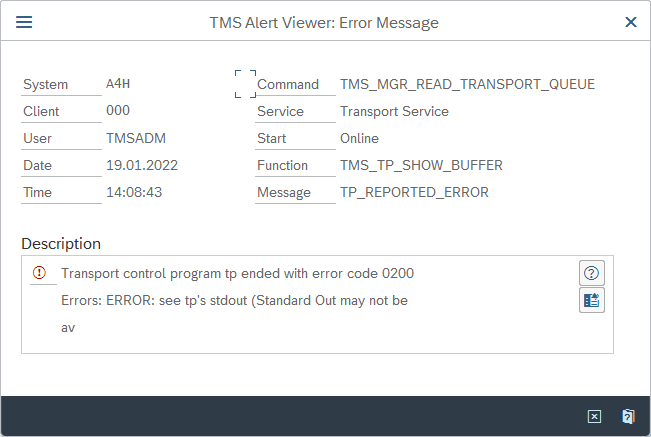 TMS Alert Viewer: Error Message
System A4H Command TMS_MGR_READ_TRANSPORT_QUEUE
Client 000 Service Transport Service
User TMSADM Start Online
Date 19.01.2022 Function TMS_TP_SHOW_BUFFER
Time 14:08:43 Message TP_REPORTED_ERROR
Description
Transport control program tp ended with error code 0200
Errors: ERROR: see tp's stdout (Standard Out may not be
av